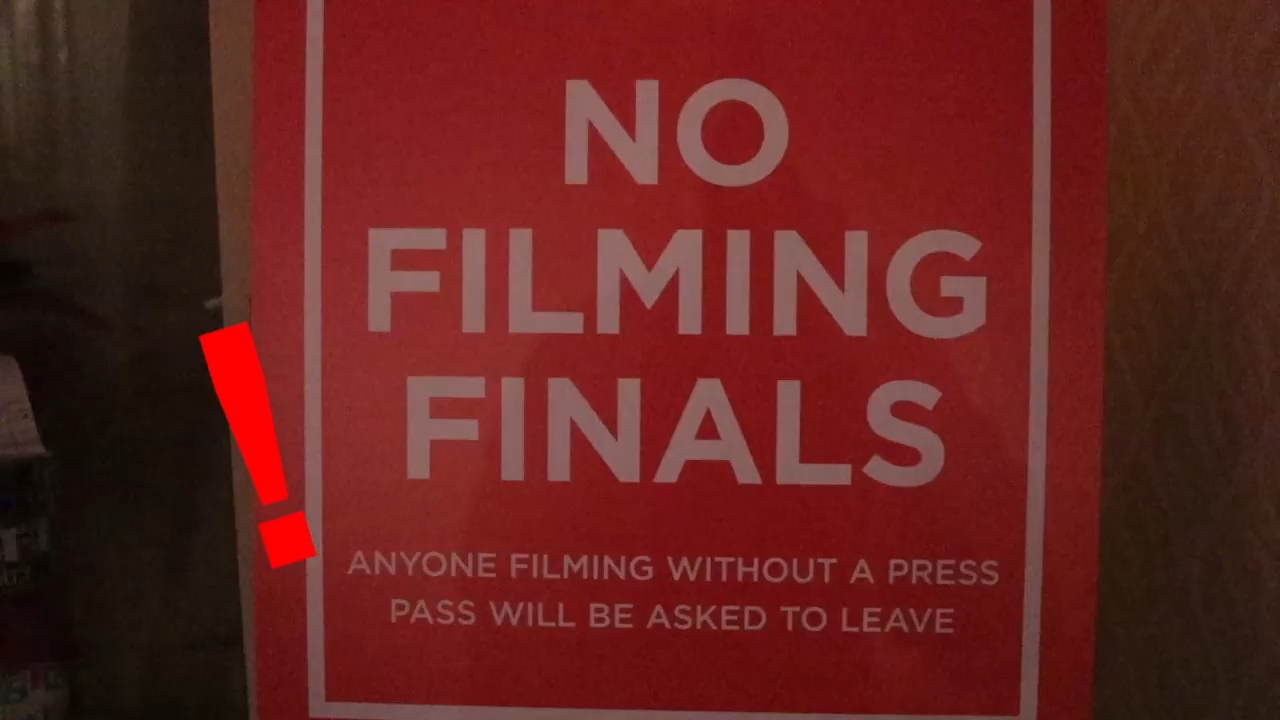 NO
FILMING
FINALS
!
ANYONE FILMING WITHOUT A PRESS
PASS WILL BE ASKED TO LEAVE